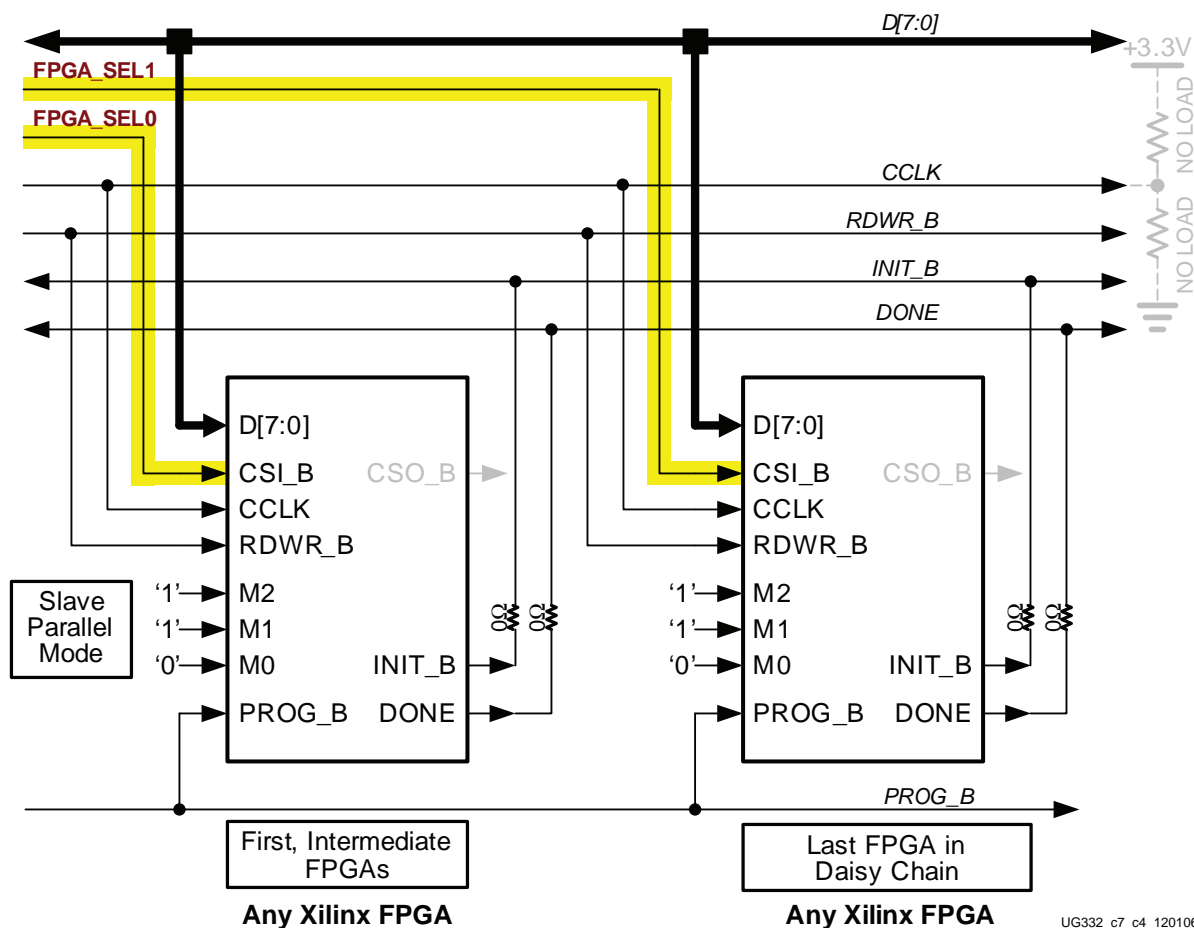 D[7:0]
+3.3V
FPGA_SEL1
NO LOAD
FPGA_SEL0
CCLK
RDWR_B
NO LOAD
INIT_B
DONE
D[7:0]
CSI_B
CSO_B
CCLK
RDWR_B
Slave
Parallel
Mode
‘1’
M2
‘1’
M1
‘0’
M0
INIT_B
PROG_B
DONE
0Ω
0Ω
D[7:0]
CSI_B
CSO_B
CCLK
RDWR_B
‘1’
M2
‘1’
M1
‘0’
M0
INIT_B
PROG_B
DONE
0Ω
0Ω
PROG_B
First, Intermediate
FPGAs
Any Xilinx FPGA
Last FPGA in
Daisy Chain
Any Xilinx FPGA
UG332_c7_c4_120106